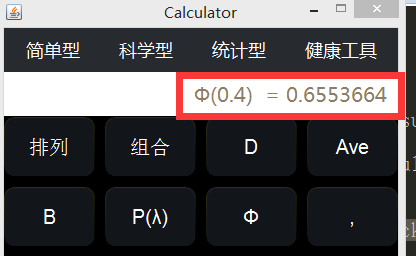 Calculator
简单型 科学型 统计型 健康工具
Φ(0.4) = 0.6553664
排列 组合 D Ave
B P(λ) Φ ,